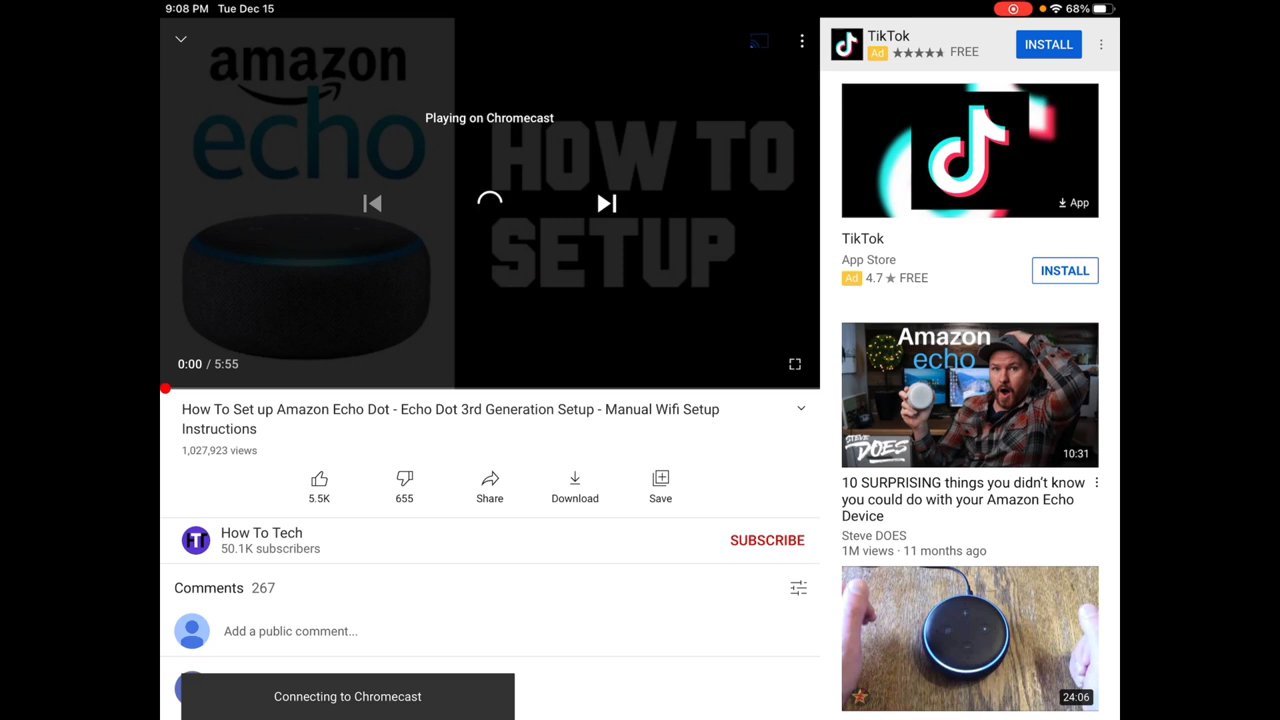 9:08 PM Tue Dec 15
68%
amazon
echo
Playing on Chromecast
HOW TO
SETUP
0:00 / 5:55
How To Set up Amazon Echo Dot - Echo Dot 3rd Generation Setup - Manual Wifi Setup
Instructions
1,027,923 views
5.5K
655
Share
Download
Save
How To Tech
50.1K subscribers
SUBSCRIBE
Comments 267
Add a public comment...
Connecting to Chromecast
TikTok
Ad ★★★★★ FREE
INSTALL
App
TikTok
App Store
Ad 4.7 ★ FREE
INSTALL
Amazon
echo
STEVE
DOES
10:31
10 SURPRISING things you didn't know
you could do with your Amazon Echo
Device
Steve DOES
1M views · 11 months ago
24:06